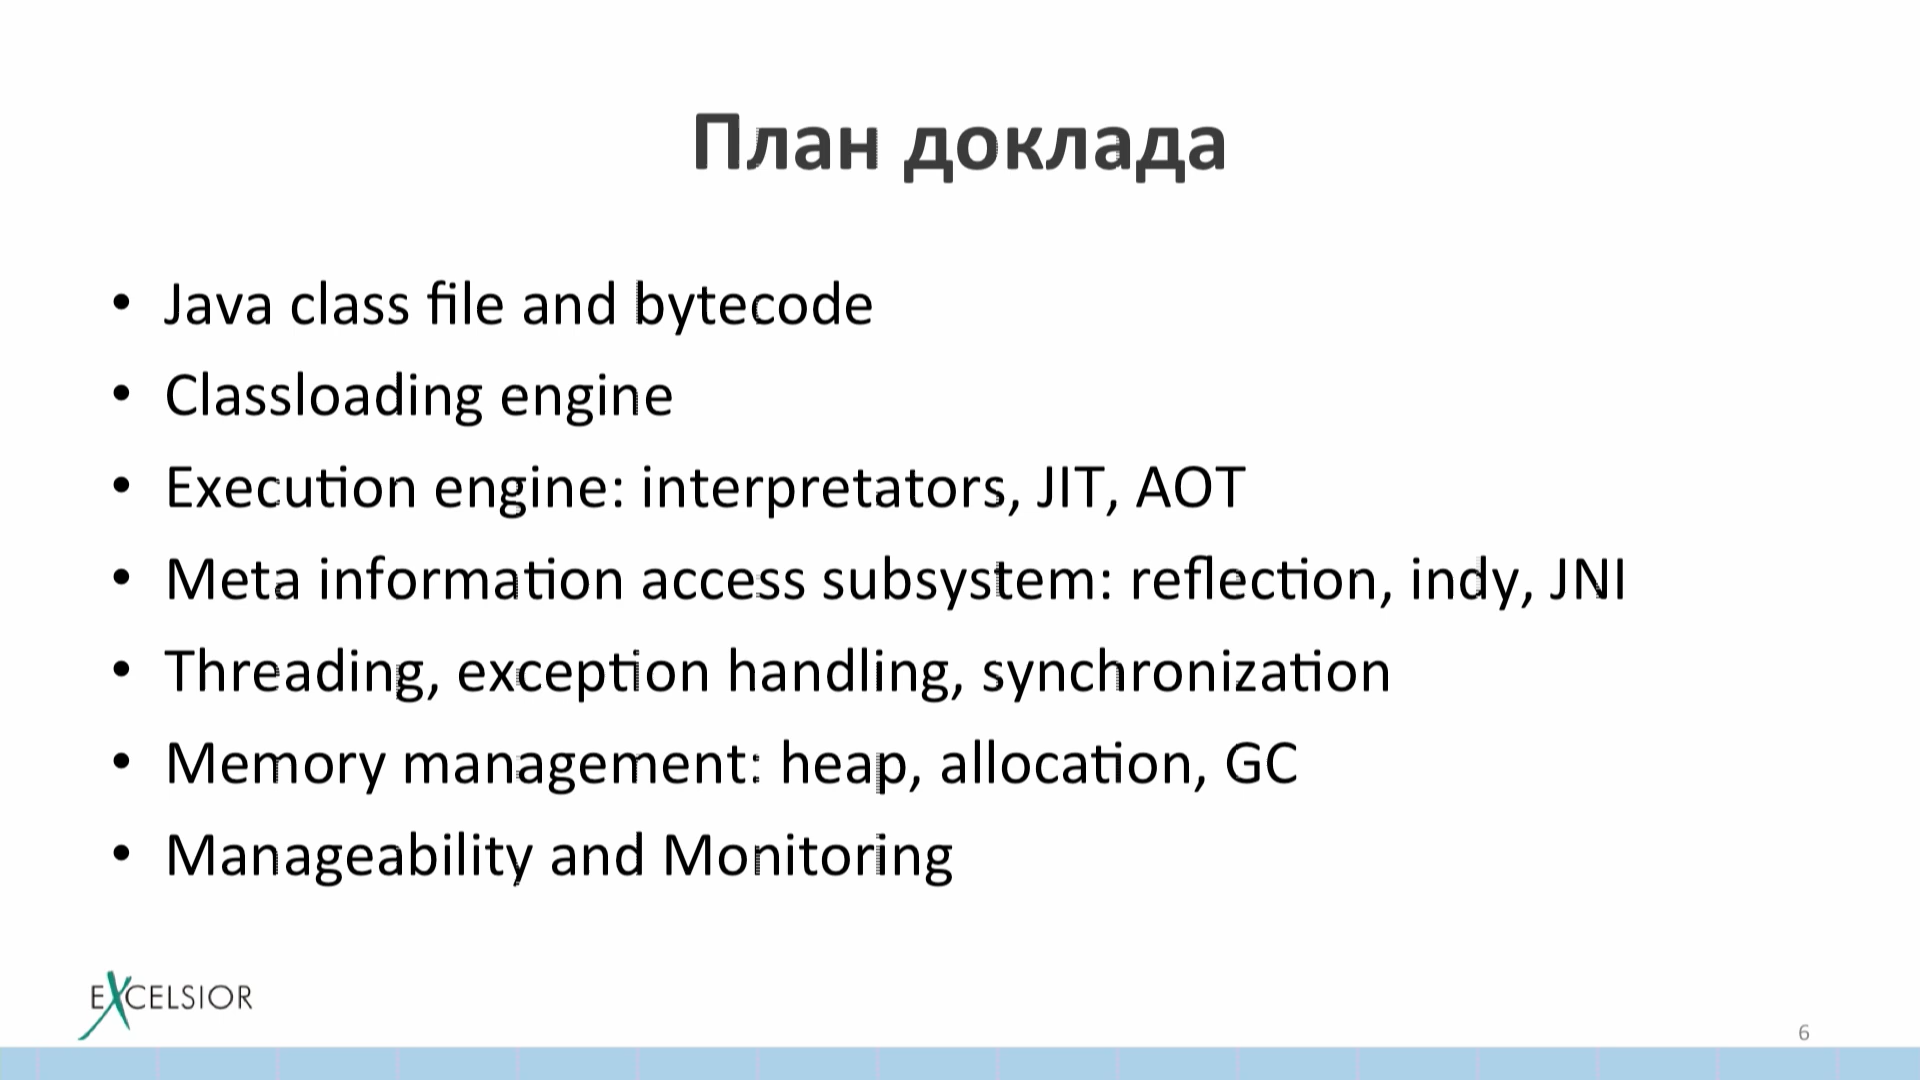 План доклада
• Java class file and bytecode
• Classloading engine
• Execution engine: interpretators, JIT, AOT
• Meta information access subsystem: reflection, indy, JNI
• Threading, exception handling, synchronization
• Memory management: heap, allocation, GC
• Manageability and Monitoring
EXCELSIOR
6